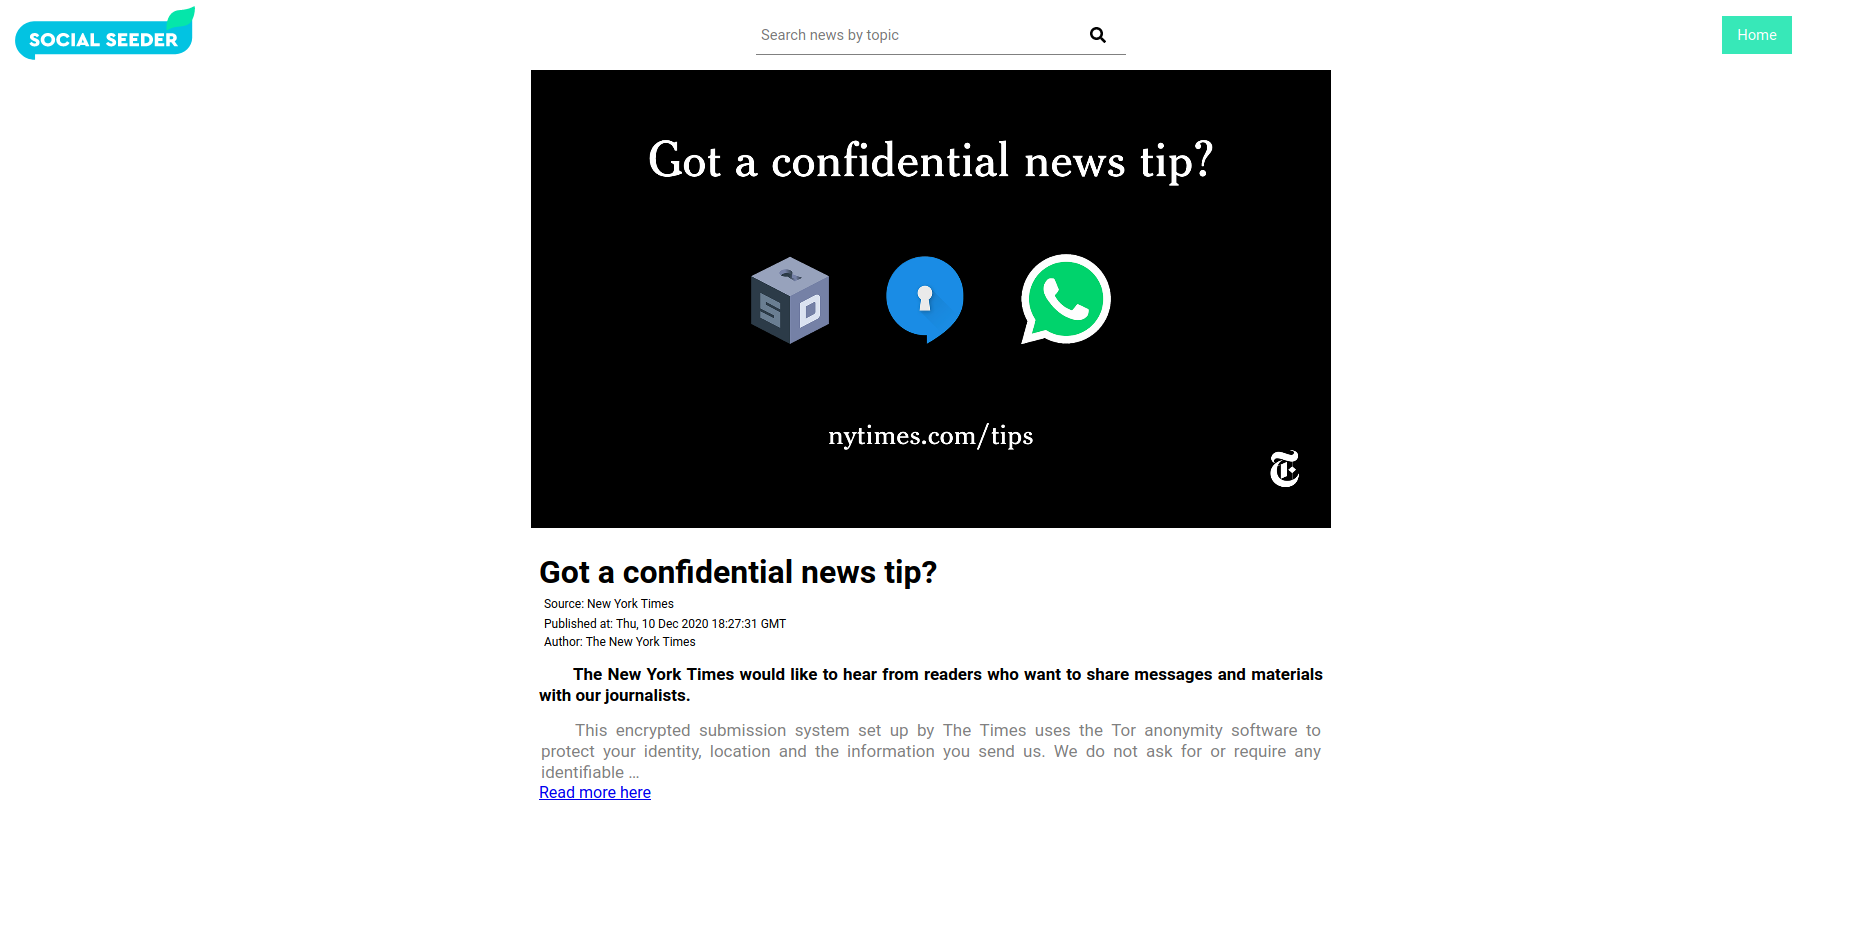 SOCIAL SEEDER
Search news by topic
Home
Got a confidential news tip?
S D
nytimes.com/tips
T
Got a confidential news tip?
Source: New York Times
Published at: Thu, 10 Dec 2020 18:27:31 GMT
Author: The New York Times
The New York Times would like to hear from readers who want to share messages and materials
with our journalists.
This encrypted submission system set up by The Times uses the Tor anonymity software to
protect your identity, location and the information you send us. We do not ask for or require any
identifiable ...
Read more here